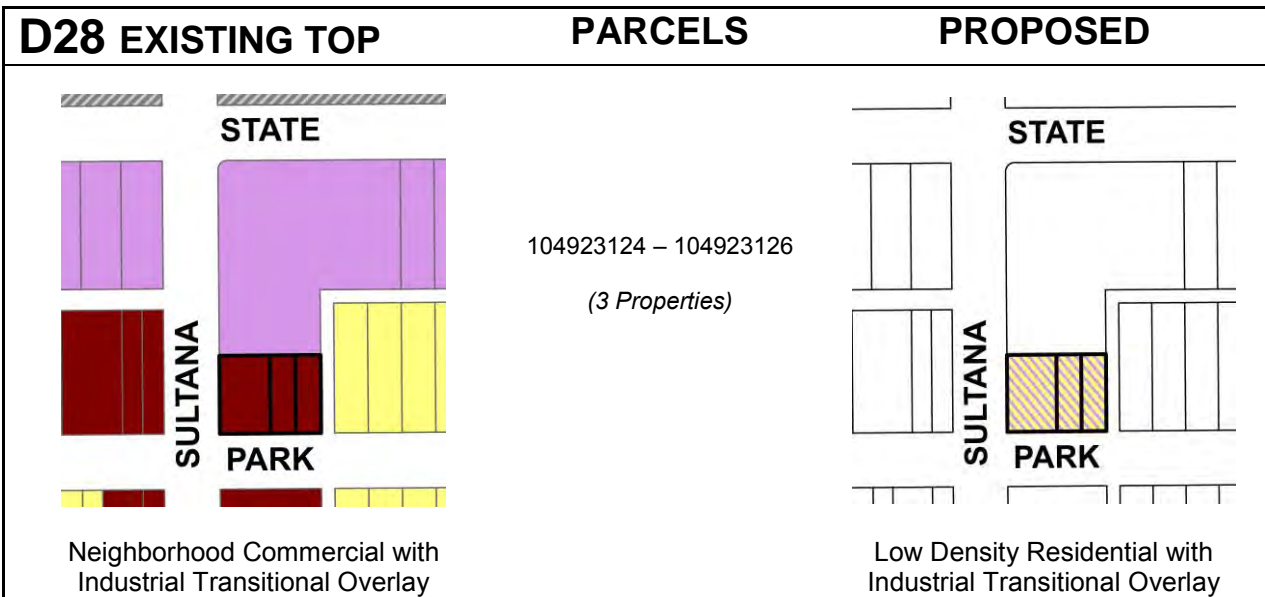 D28 EXISTING TOP
PARCELS
PROPOSED
STATE
SULTANA
PARK
Neighborhood Commercial with
Industrial Transitional Overlay
104923124 – 104923126
(3 Properties)
STATE
SULTANA
PARK
Low Density Residential with
Industrial Transitional Overlay